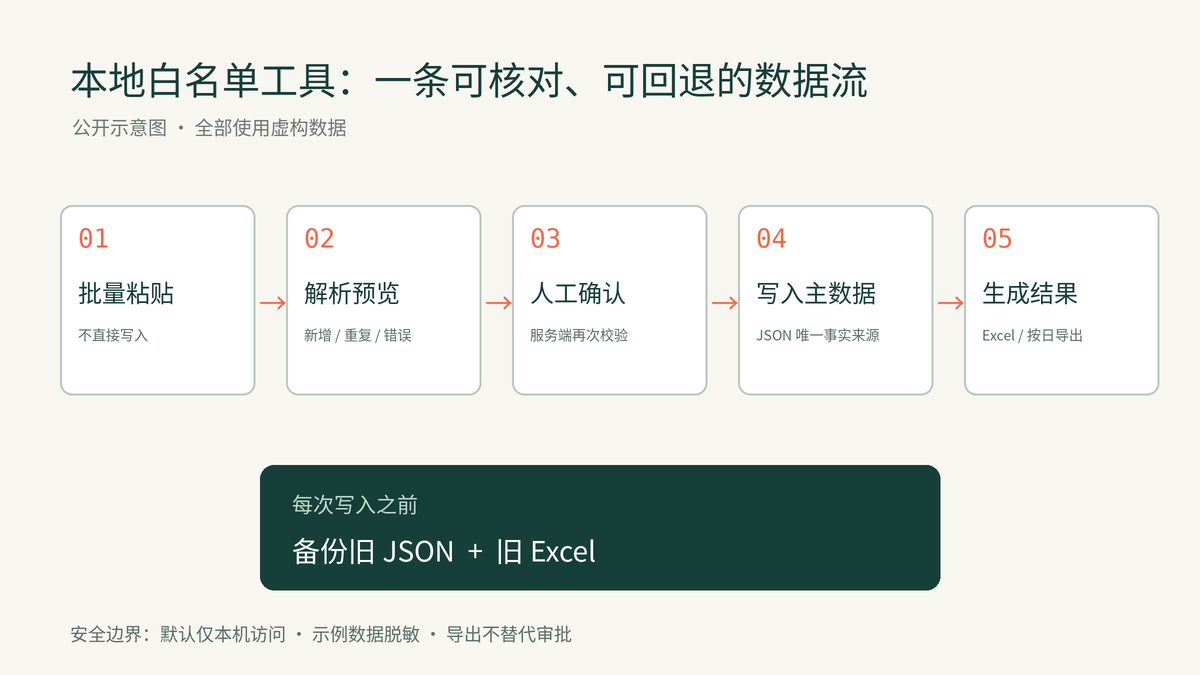 本地白名单工具：一条可核对、可回退的数据流
公开示意图 · 全部使用虚构数据
01
批量粘贴
不直接写入
→
02
解析预览
新增 / 重复 / 错误
→
03
人工确认
服务端再次校验
→
04
写入主数据
JSON 唯一事实来源
→
05
生成结果
Excel / 按日导出
每次写入之前
备份旧 JSON + 旧 Excel
安全边界：默认仅本机访问 · 示例数据脱敏 · 导出不替代审批